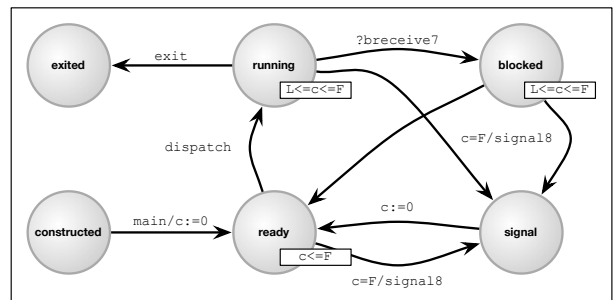 ?breceive7
exit
exited
running
blocked
L<=c<=F
L<=c<=F
c=F/signal8
dispatch
main/c:=0
c:=0
constructed
ready
signal
c<=F
c=F/signal8